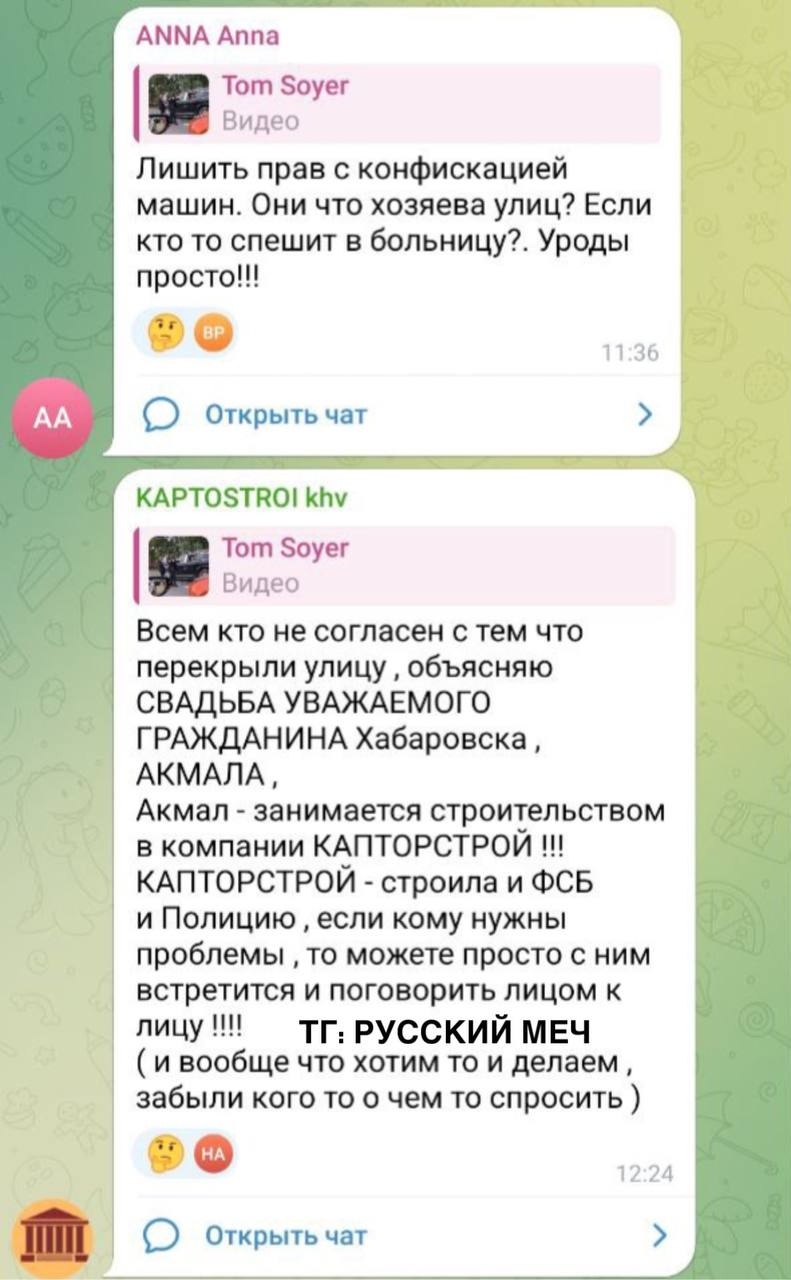 ANNA Anna
Tom Soyer
Видео
Лишить прав с конфискацией
машин. Они что хозяева улиц? Если
кто то спешит в больницу?. Уроды
просто!!!
BP
11:36
AA
Открыть чат
KAPTOSTROI khv
Tom Soyer
Видео
Всем кто не согласен с тем что
перекрыли улицу , объясняю
СВАДЬБА УВАЖАЕМОГО
ГРАЖДАНИНА Хабаровска ,
АКМАЛА ,
Акмал - занимается строительством
в компании КАПТОРСТРОЙ !!!
КАПТОРСТРОЙ - строила и ФСБ
и Полицию , если кому нужны
проблемы , то можете просто с ним
встретится и поговорить лицом к
лицу !!!! ТГ: РУССКИЙ МЕЧ
( и вообще что хотим то и делаем ,
забыли кого то о чем то спросить )
НА
12:24
Открыть чат